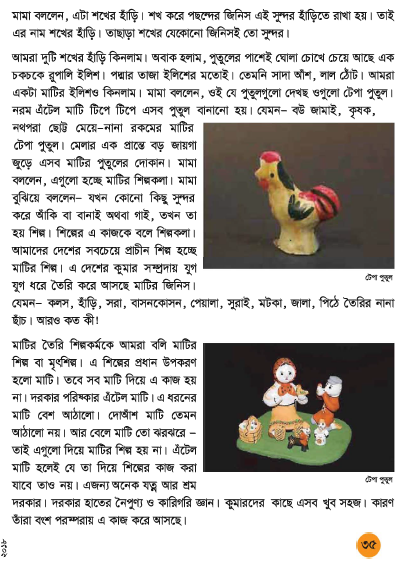 মামা বললেন, এটা শখের হাঁড়ি। শখ করে পছন্দের জিনিস এই সুন্দর হাঁড়িতে রাখা হয়। তাই
এর নাম শখের হাঁড়ি। তাছাড়া শখের যেকোনো জিনিসই তো সুন্দর।
আমরা দুটি শখের হাঁড়ি কিনলাম। অবাক হলাম, পুতুলের পাশেই ঘোলা চোখে চেয়ে আছে এক
চকচকে রুপালি ইলিশ। পদ্মার তাজা ইলিশের মতোই। তেমনি সাদা আঁশ, লাল ঠোঁট। আমরা
একটা মাটির ইলিশও কিনলাম। মামা বললেন, ওই যে পুতুলগুলো দেখছ ওগুলো টেপা পুতুল।
নরম এঁটেল মাটি টিপে টিপে এসব পুতুল বানানো হয়। যেমন– বউ জামাই, কৃষক,
নথপরা ছোট্ট মেয়ে–নানা রকমের মাটির
টেপা পুতুল। মেলার এক প্রান্তে বড় জায়গা
জুড়ে এসব মাটির পুতুলের দোকান। মামা
বললেন, এগুলো হচ্ছে মাটির শিল্পকলা। মামা
বুঝিয়ে বললেন– যখন কোনো কিছু সুন্দর
করে আঁকি বা বানাই অথবা গাই, তখন তা
হয় শিল্প। শিল্পের এ কাজকে বলে শিল্পকলা।
আমাদের দেশের সবচেয়ে প্রাচীন শিল্প হচ্ছে
মাটির শিল্প। এ দেশের কুমার সম্প্রদায় যুগ
যুগ ধরে তৈরি করে আসছে মাটির জিনিস।
টেপা পুতুল
যেমন– কলস, হাঁড়ি, সরা, বাসনকোসন, পেয়ালা, সুরাই, মটকা, জালা, পিঠে তৈরির নানা
ছাঁচ। আরও কত কী!
মাটির তৈরি শিল্পকর্মকে আমরা বলি মাটির
শিল্প বা মৃৎশিল্প। এ শিল্পের প্রধান উপকরণ
হলো মাটি। তবে সব মাটি দিয়ে এ কাজ হয়
না। দরকার পরিষ্কার এঁটেল মাটি। এ ধরনের
মাটি বেশ আঠালো। দোআঁশ মাটি তেমন
আঠালো নয়। আর বেলে মাটি তো ঝরঝরে –
তাই এগুলো দিয়ে মাটির শিল্প হয় না। এঁটেল
মাটি হলেই যে তা দিয়ে শিল্পের কাজ করা
যাবে তাও নয়। এজন্য অনেক যত্ন আর শ্রম
টেপা পুতুল
দরকার। দরকার হাতের নৈপুণ্য ও কারিগরি জ্ঞান। কুমারদের কাছে এসব খুব সহজ। কারণ
তাঁরা বংশ পরম্পরায় এ কাজ করে আসছে।
২০১৮
৩৫